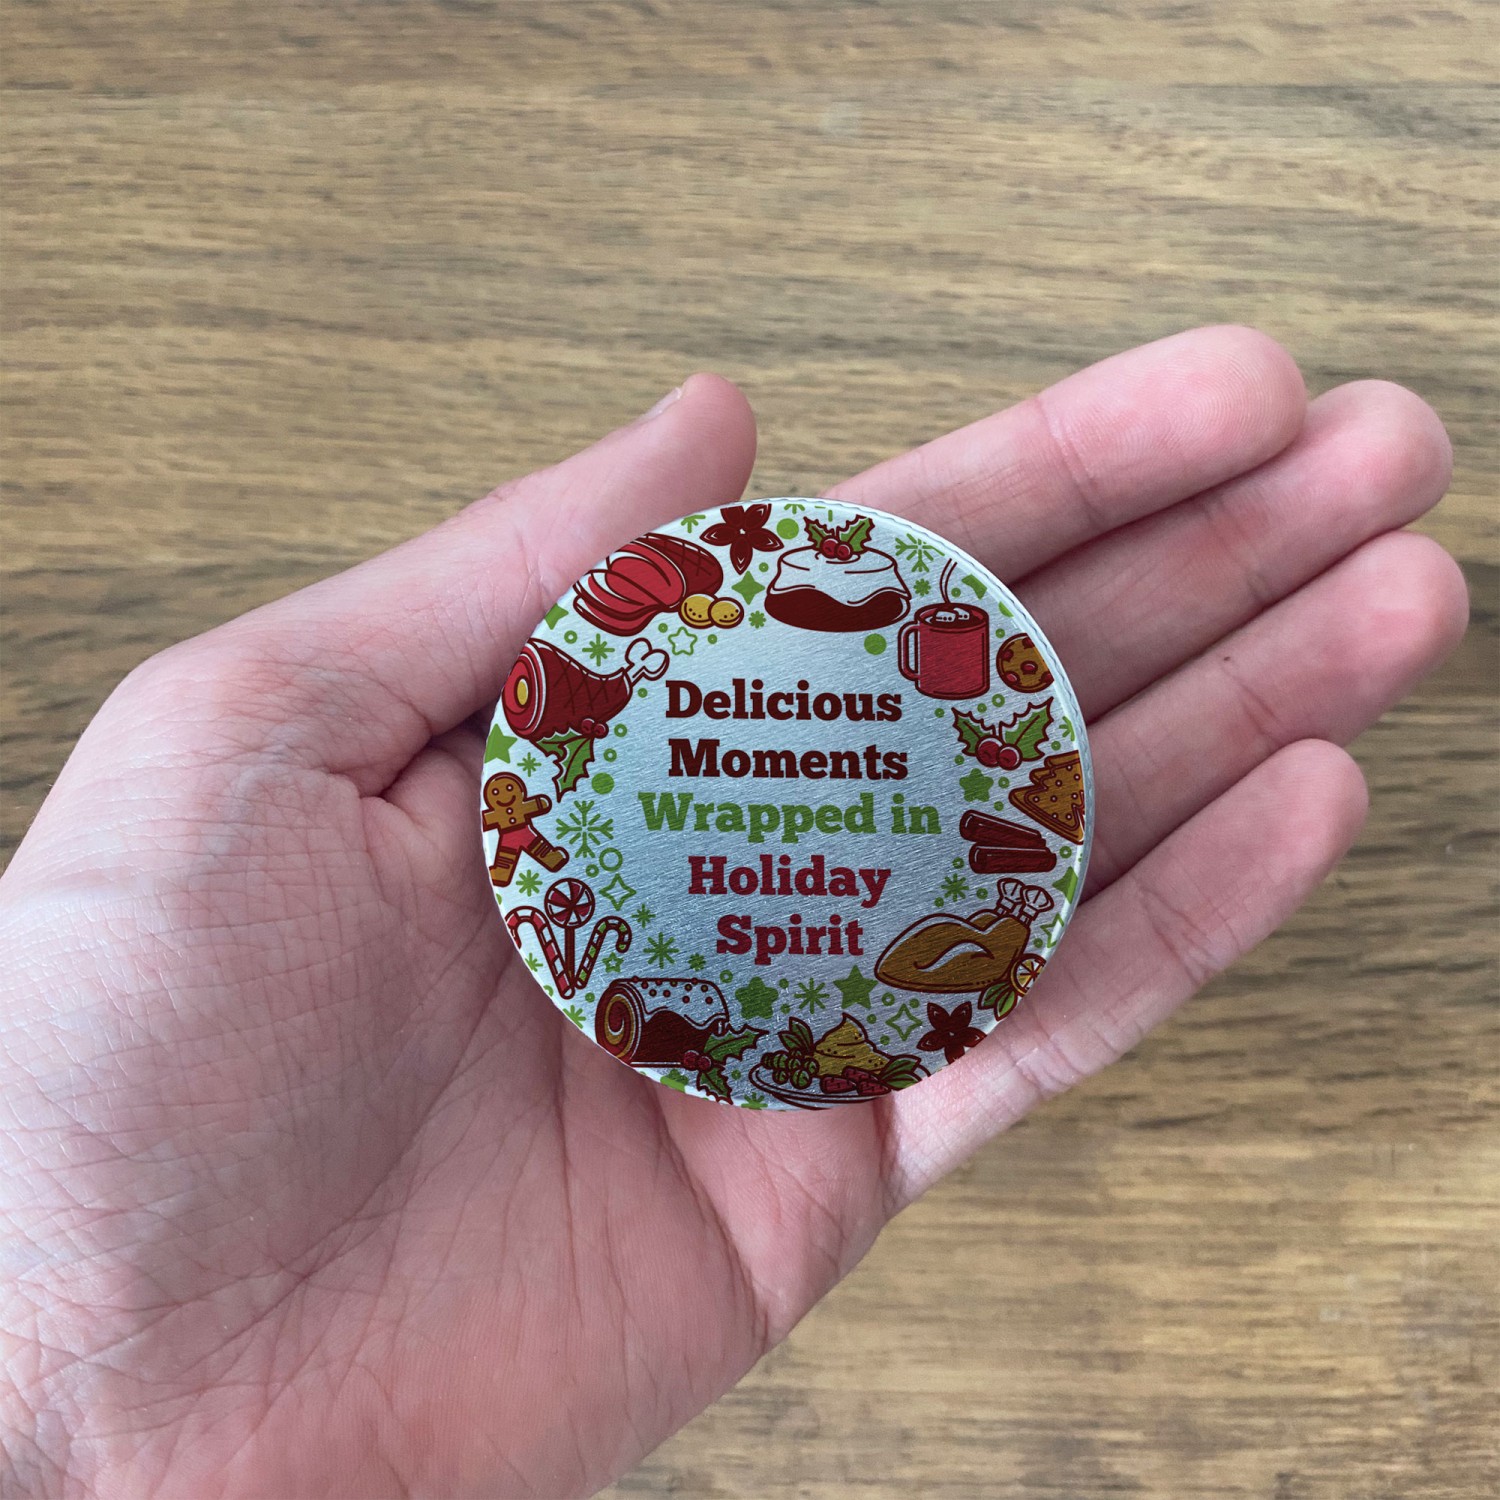 Delicious
Moments
Wrapped in
Holiday
Spirit